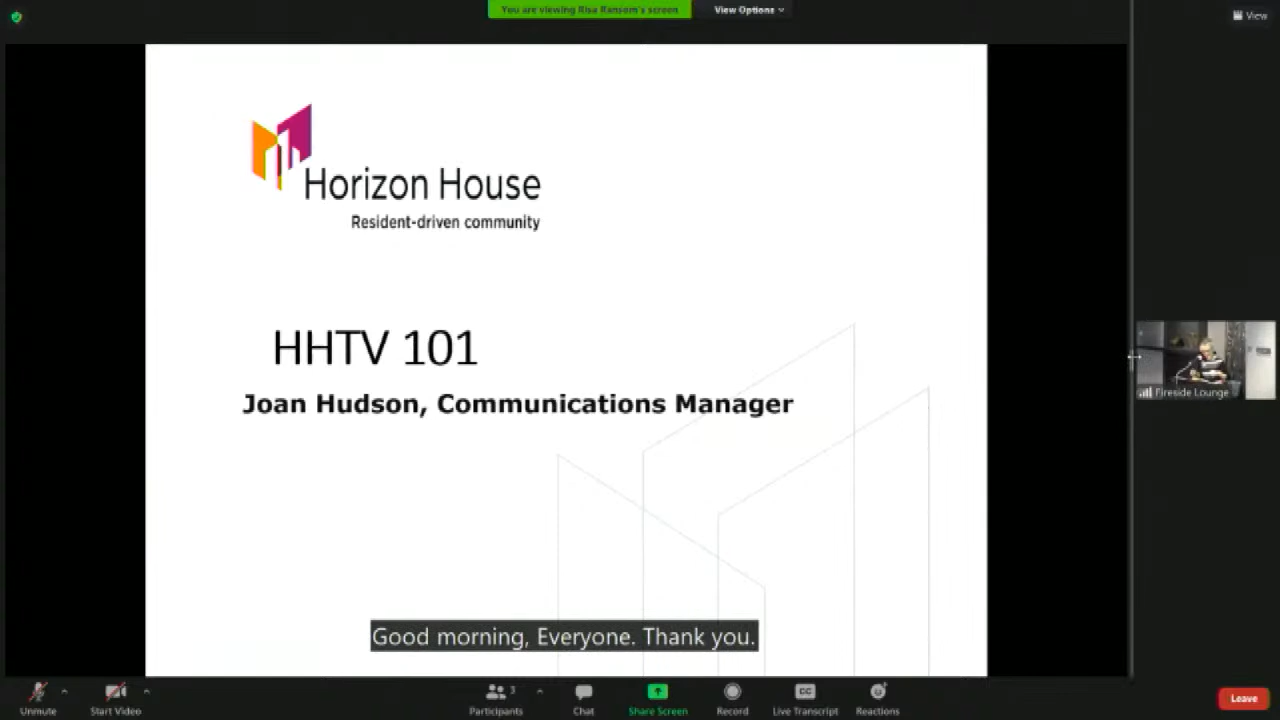 You are viewing Risa Ransom's screen
View Options
View
Horizon House
Resident-driven community
HHTV 101
Joan Hudson, Communications Manager
Fireside Lounge
Good morning, Everyone. Thank you.
Unmute
Start Video
Participants
3
Chat
Share Screen
Record
CC
Live Transcript
Reactions
Leave